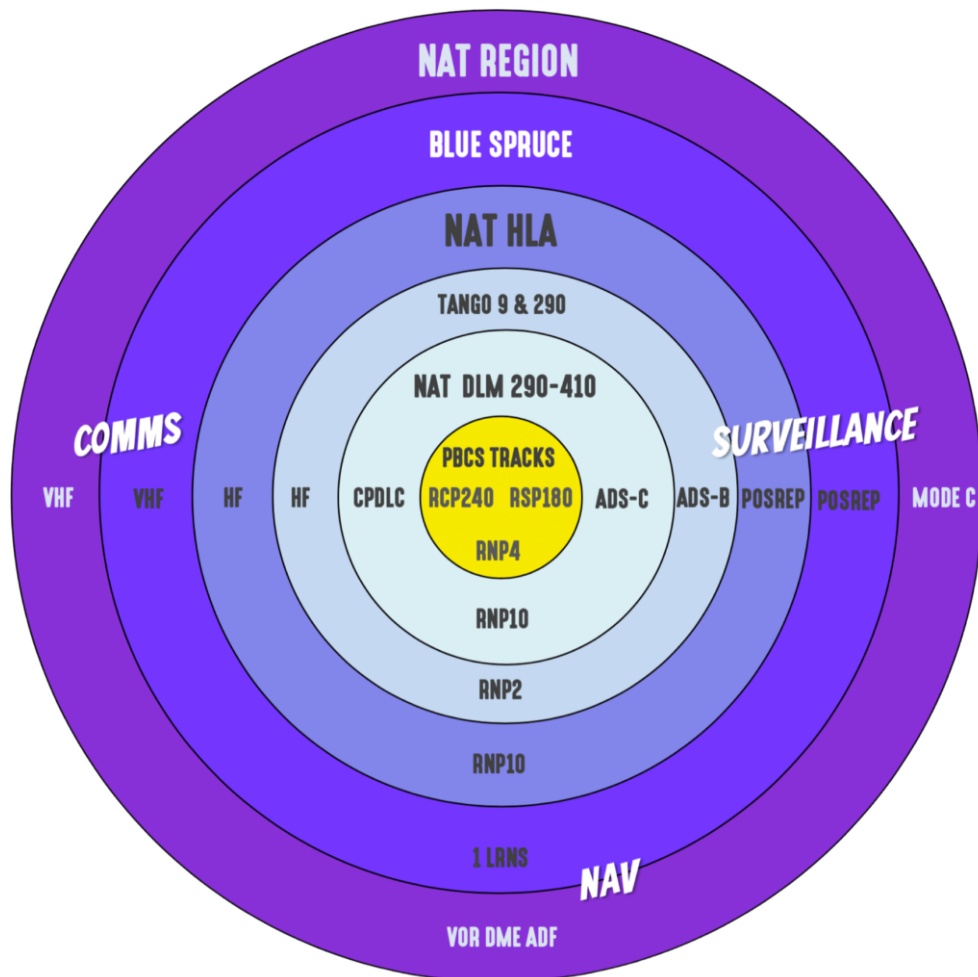 NAT REGION
BLUE SPRUCE
NAT HLA
TANGO 9 & 290
NAT DLM 290-410
COMMS
SURVEILLANCE
PBCS TRACKS
VHF VHF HF HF CPDLC RCP240 RSP180 ADS-C ADS-B POSREP POSREP MODE C
RNP4
RNP10
RNP2
RNP10
1 LRNS
NAV
VOR DME ADF